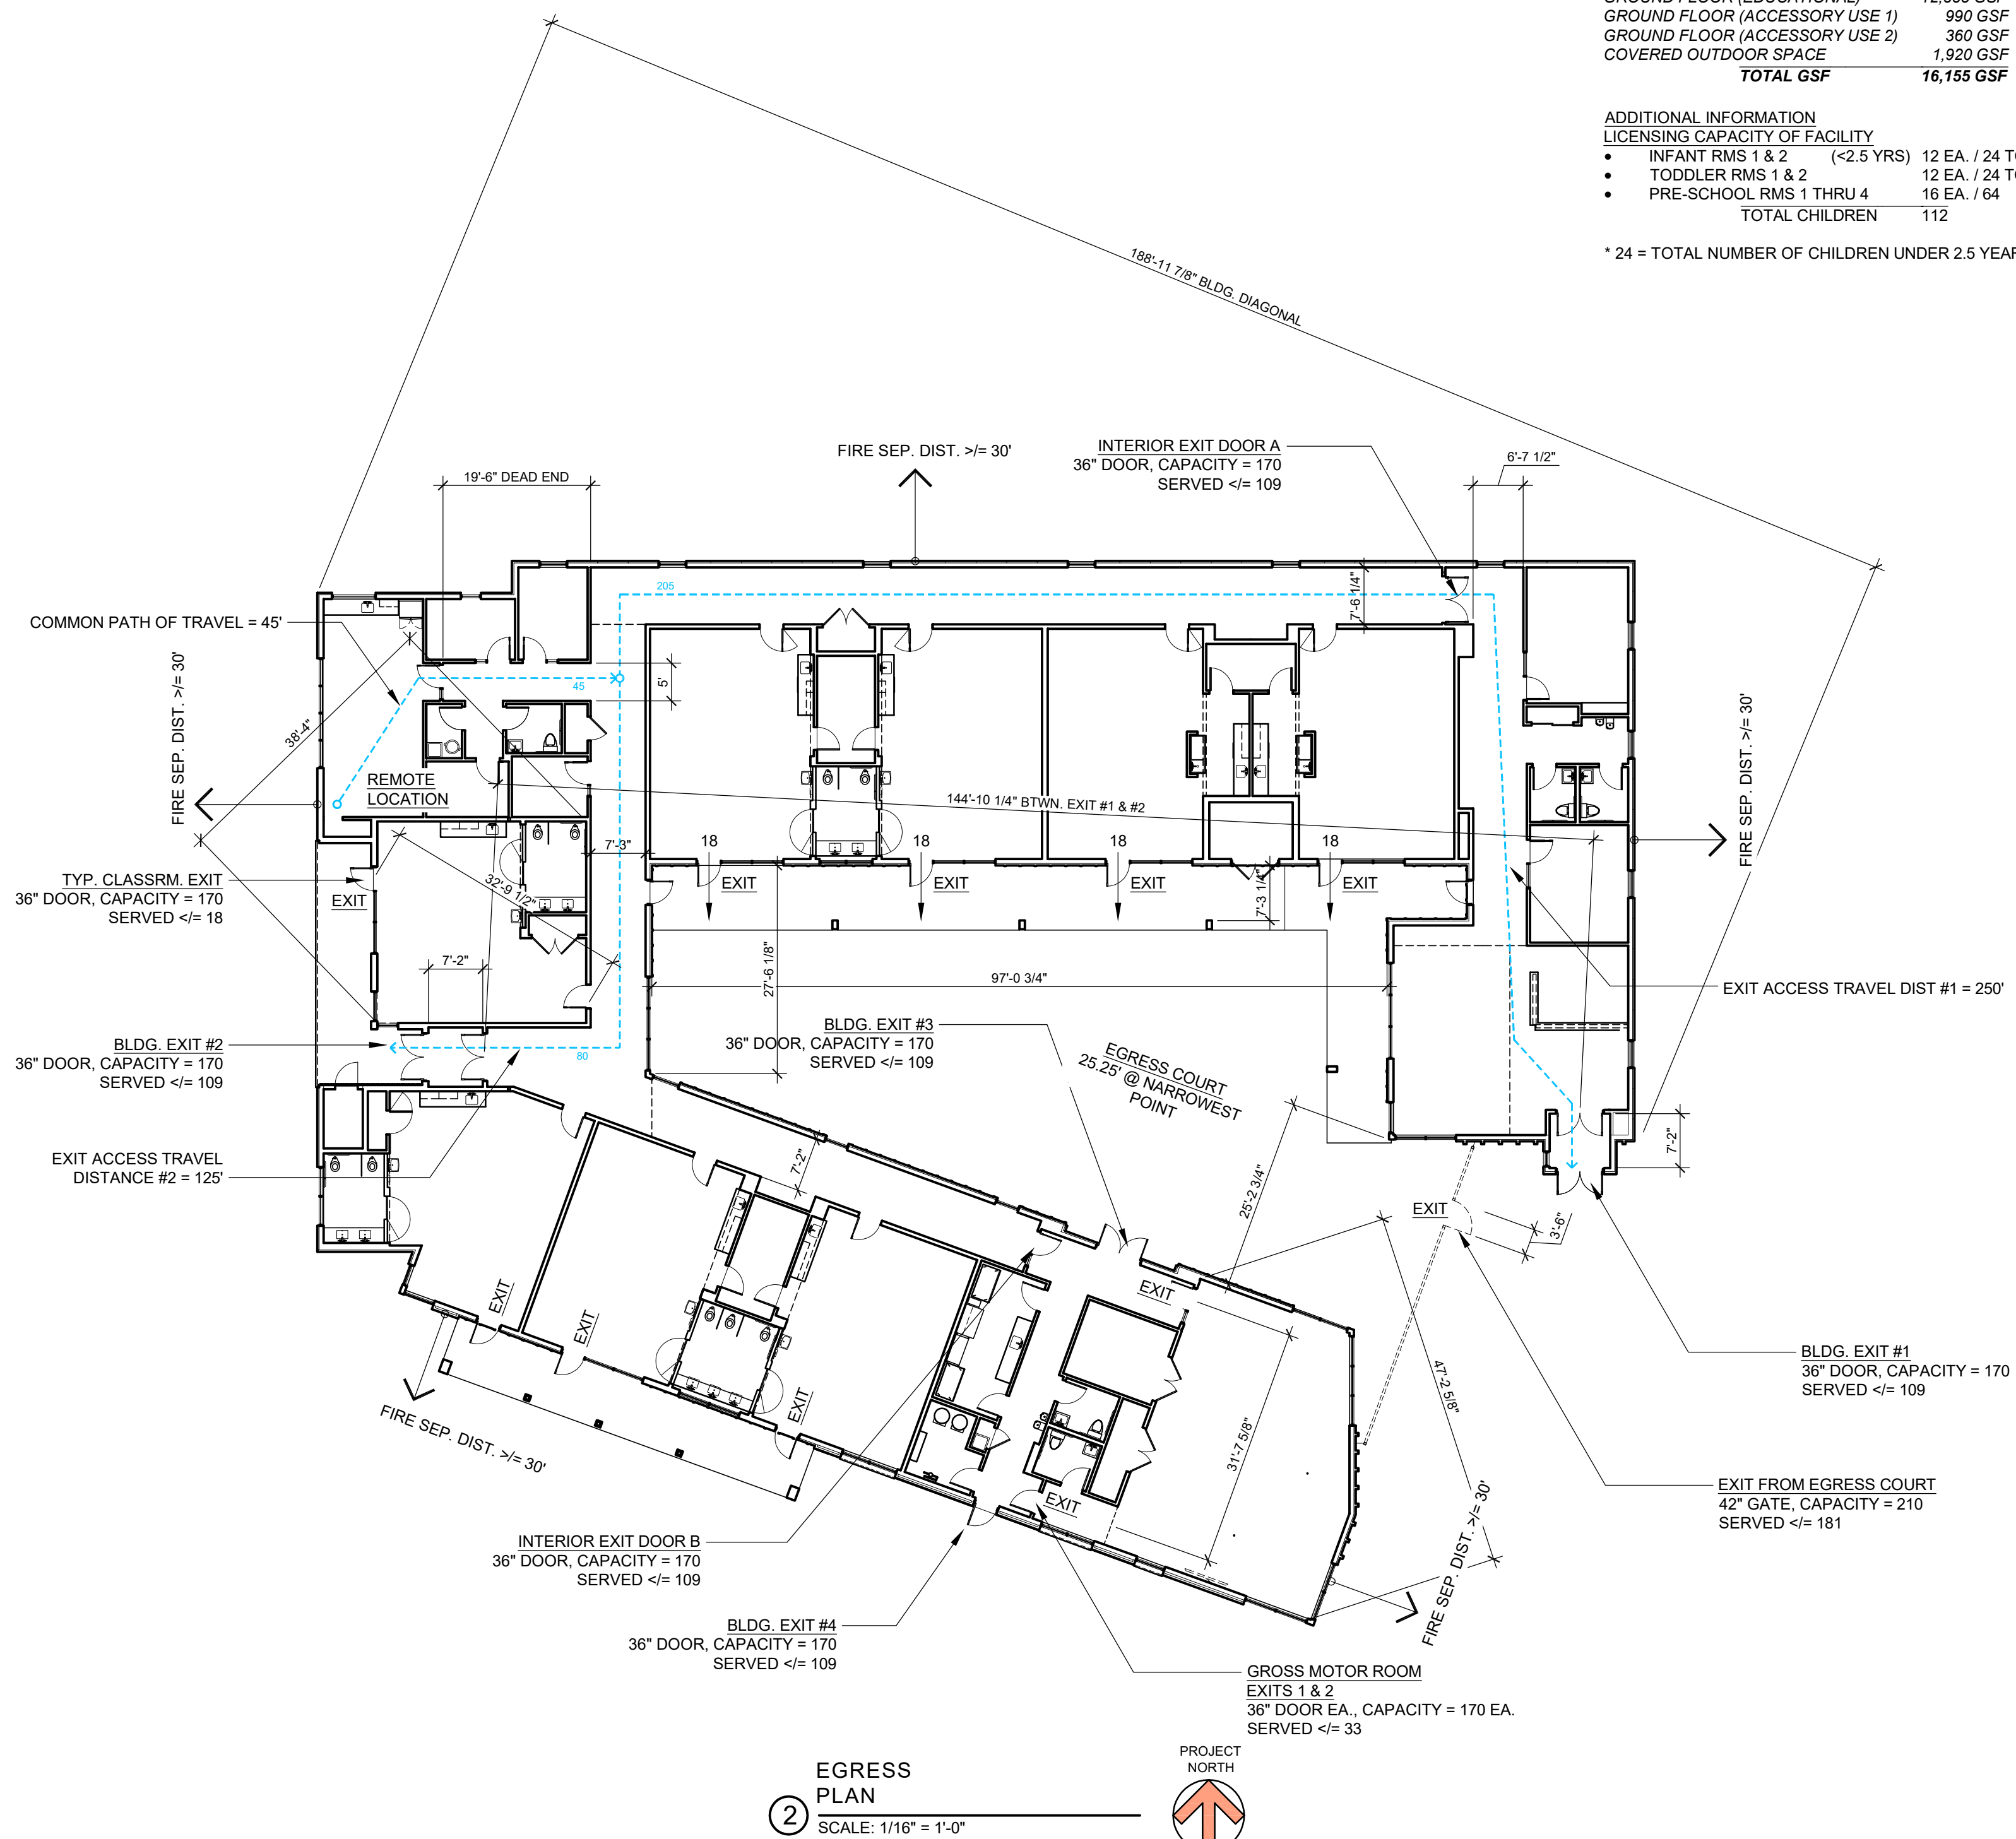 GROUND FLOOR (ACCESSORY USE 1) 990 GSF
GROUND FLOOR (ACCESSORY USE 2) 360 GSF
COVERED OUTDOOR SPACE 1,920 GSF
TOTAL GSF 16,155 GSF
ADDITIONAL INFORMATION
LICENSING CAPACITY OF FACILITY
• INFANT RMS 1 & 2 (<2.5 YRS) 12 EA. / 24
• TODDLER RMS 1 & 2 12 EA. / 24
• PRE-SCHOOL RMS 1 THRU 4 16 EA. / 64
TOTAL CHILDREN 112
* 24 = TOTAL NUMBER OF CHILDREN UNDER 2.5
188'-11 7/8" BLDG. DIAGONAL
FIRE SEP. DIST. >/= 30'
INTERIOR EXIT DOOR A
36" DOOR, CAPACITY = 170
SERVED </= 109
6'-7 1/2"
19'-6" DEAD END
205
7'-6 1/4"
COMMON PATH OF TRAVEL = 45'
45
5'
FIRE SEP. DIST. >/= 30'
38'-4"
REMOTE
LOCATION
144'-10 1/4" BTWN. EXIT #1 & #2
FIRE SEP. DIST. >/= 30'
7'-3"
18
18
18
18
EXIT
EXIT
EXIT
EXIT
7'-3 1/4"
TYP. CLASSRM. EXIT
36" DOOR, CAPACITY = 170
SERVED </= 18
EXIT
32'-9 1/2"
7'-2"
27'-6 1/8"
97'-0 3/4"
EXIT ACCESS TRAVEL DIST #1 = 250'
BLDG. EXIT #2
36" DOOR, CAPACITY = 170
SERVED </= 109
80
BLDG. EXIT #3
36" DOOR, CAPACITY = 170
SERVED </= 109
EGRESS COURT
25.25' @ NARROWEST
POINT
EXIT ACCESS TRAVEL
DISTANCE #2 = 125'
7'-2"
25'-2 3/4"
7'-2"
EXIT
3'-6"
EXIT
EXIT
EXIT
EXIT
EXIT
31'-7 5/8"
47'-2 5/8"
BLDG. EXIT #1
36" DOOR, CAPACITY = 170
SERVED </= 109
FIRE SEP. DIST. >/= 30'
EXIT FROM EGRESS COURT
42" GATE, CAPACITY = 210
SERVED </= 181
FIRE SEP. DIST. >/= 30'
INTERIOR EXIT DOOR B
36" DOOR, CAPACITY = 170
SERVED </= 109
BLDG. EXIT #4
36" DOOR, CAPACITY = 170
SERVED </= 109
GROSS MOTOR ROOM
EXITS 1 & 2
36" DOOR EA., CAPACITY = 170 EA.
SERVED </= 33
PROJECT
NORTH
EGRESS
PLAN
2
SCALE: 1/16" = 1'-0"